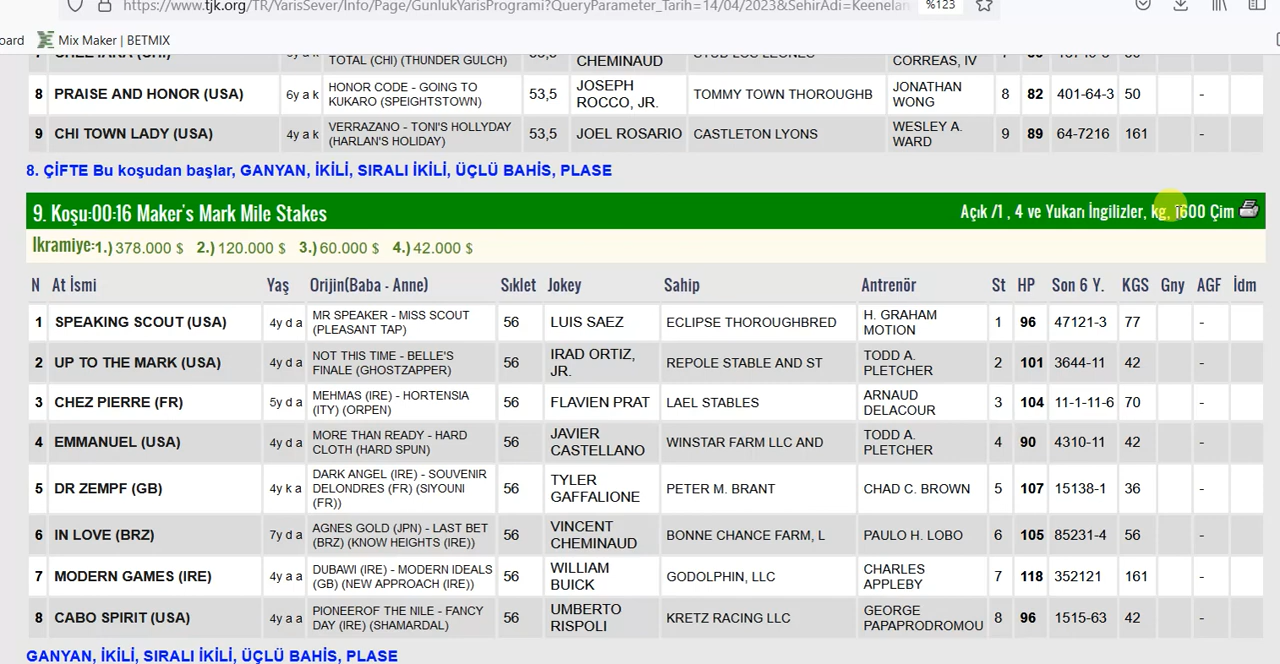 https://www.tjk.org/TR/YarisSever/Info/Page/GunlukYarisProgrami?QueryParameter_Tarih=14/04/2023&SehirAdi=Keenelan
%123
oard Mix Maker | BETMIX
TOTAL (CHI) (THUNDER GULCH) CHEMINAUD CORREAS, IV
8 PRAISE AND HONOR (USA) 6y a k HONOR CODE - GOING TO KUKARO (SPEIGHTSTOWN) 53,5 JOSEPH ROCCO, JR. TOMMY TOWN THOROUGHB JONATHAN WONG 8 82 401-64-3 50 -
9 CHI TOWN LADY (USA) 4y a k VERRAZANO - TONI'S HOLLYDAY (HARLAN'S HOLIDAY) 53,5 JOEL ROSARIO CASTLETON LYONS WESLEY A. WARD 9 89 64-7216 161 -
8. ÇİFTE Bu koşudan başlar, GANYAN, İKİLİ, SIRALI İKİLİ, ÜÇLÜ BAHİS, PLASE
9. Koşu:00:16 Maker's Mark Mile Stakes Açık /1 , 4 ve Yukarı İngilizler, kg, 1600 Çim
Ikramiye:1.) 378.000 $ 2.) 120.000 $ 3.) 60.000 $ 4.) 42.000 $
N At İsmi Yaş Orijin(Baba - Anne) Sıklet Jokey Sahip Antrenör St HP Son 6 Y. KGS Gny AGF İdm
1 SPEAKING SCOUT (USA) 4y d a MR SPEAKER - MISS SCOUT (PLEASANT TAP) 56 LUIS SAEZ ECLIPSE THOROUGHBRED H. GRAHAM MOTION 1 96 47121-3 77 -
2 UP TO THE MARK (USA) 4y d a NOT THIS TIME - BELLE'S FINALE (GHOSTZAPPER) 56 IRAD ORTIZ, JR. REPOLE STABLE AND ST TODD A. PLETCHER 2 101 3644-11 42 -
3 CHEZ PIERRE (FR) 5y d a MEHMAS (IRE) - HORTENSIA (ITY) (ORPEN) 56 FLAVIEN PRAT LAEL STABLES ARNAUD DELACOUR 3 104 11-1-11-6 70 -
4 EMMANUEL (USA) 4y d a MORE THAN READY - HARD CLOTH (HARD SPUN) 56 JAVIER CASTELLANO WINSTAR FARM LLC AND TODD A. PLETCHER 4 90 4310-11 42 -
5 DR ZEMPF (GB) 4y k a DARK ANGEL (IRE) - SOUVENIR DELONDRES (FR) (SIYOUNI (FR)) 56 TYLER GAFFALIONE PETER M. BRANT CHAD C. BROWN 5 107 15138-1 36 -
6 IN LOVE (BRZ) 7y d a AGNES GOLD (JPN) - LAST BET (BRZ) (KNOW HEIGHTS (IRE)) 56 VINCENT CHEMINAUD BONNE CHANCE FARM, L PAULO H. LOBO 6 105 85231-4 56 -
7 MODERN GAMES (IRE) 4y a a DUBAWI (IRE) - MODERN IDEALS (GB) (NEW APPROACH (IRE)) 56 WILLIAM BUICK GODOLPHIN, LLC CHARLES APPLEBY 7 118 352121 161 -
8 CABO SPIRIT (USA) 4y a a PIONEEROF THE NILE - FANCY DAY (IRE) (SHAMARDAL) 56 UMBERTO RISPOLI KRETZ RACING LLC GEORGE PAPAPRODROMOU 8 96 1515-63 42 -
GANYAN, İKİLİ, SIRALI İKİLİ, ÜÇLÜ BAHİS, PLASE